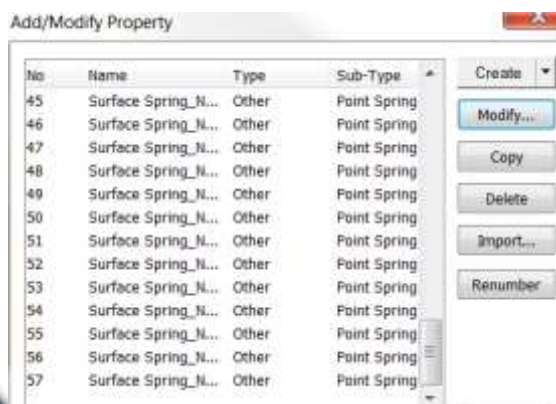 Add/Modify Property
No Name Type Sub-Type
45 Surface Spring_N... Other Point Spring
46 Surface Spring_N... Other Point Spring
47 Surface Spring_N... Other Point Spring
48 Surface Spring_N... Other Point Spring
49 Surface Spring_N... Other Point Spring
50 Surface Spring_N... Other Point Spring
51 Surface Spring_N... Other Point Spring
52 Surface Spring_N... Other Point Spring
53 Surface Spring_N... Other Point Spring
54 Surface Spring_N... Other Point Spring
55 Surface Spring_N... Other Point Spring
56 Surface Spring_N... Other Point Spring
57 Surface Spring_N... Other Point Spring
Create
Modify...
Copy
Delete
Import...
Renumber